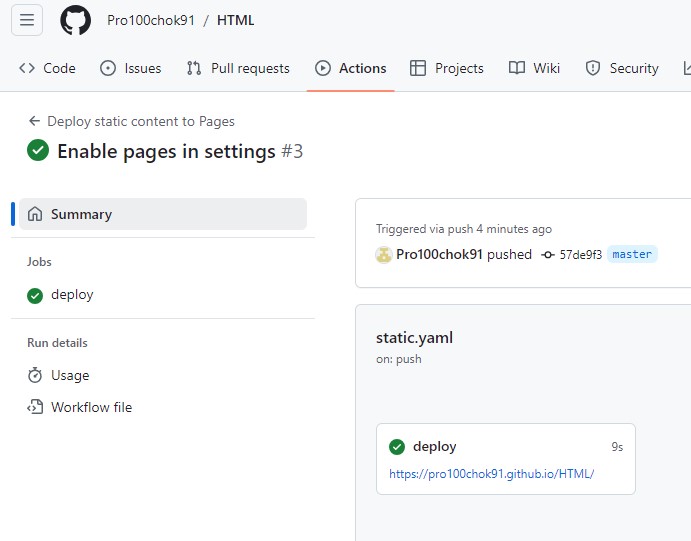 Pro100chok91 / HTML
Code Issues Pull requests Actions Projects Wiki Security
Deploy static content to Pages
Enable pages in settings #3
Summary
Jobs
deploy
Run details
Usage
Workflow file
Triggered via push 4 minutes ago
Pro100chok91 pushed 57de9f3 master
static.yaml
on: push
deploy 9s
https://pro100chok91.github.io/HTML/